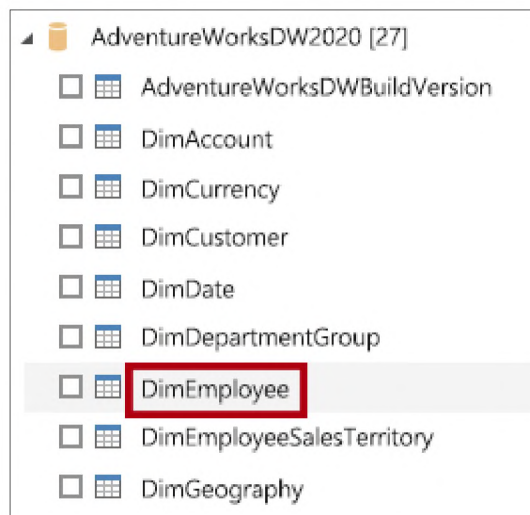 AdventureWorksDW2020 [27]
AdventureWorksDWBuildVersion
DimAccount
DimCurrency
DimCustomer
DimDate
DimDepartmentGroup
DimEmployee
DimEmployeeSalesTerritory
DimGeography